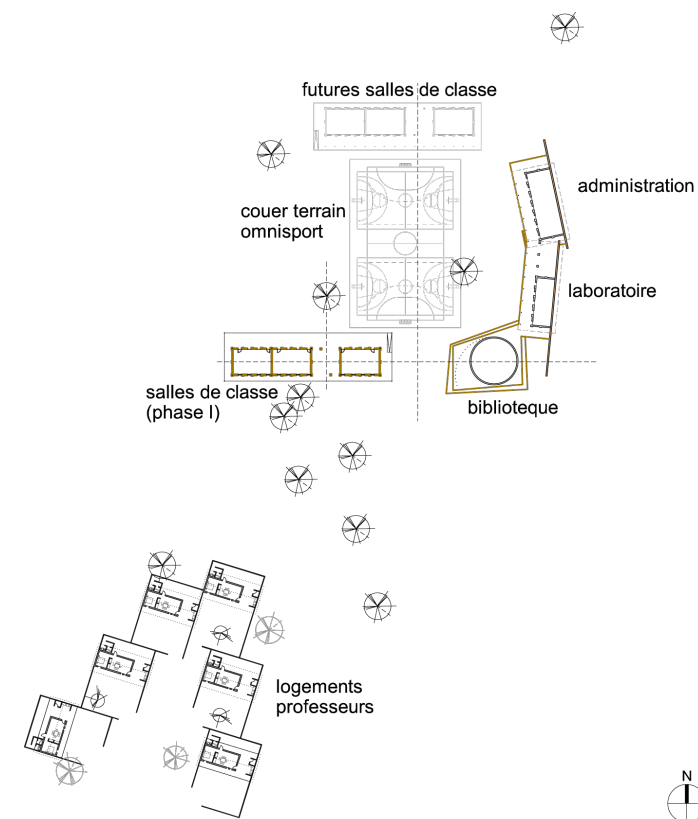 futures salles de classe
administration
couer terrain
omnisport
laboratoire
salles de classe
(phase I)
biblioteque
logements
professeurs
N